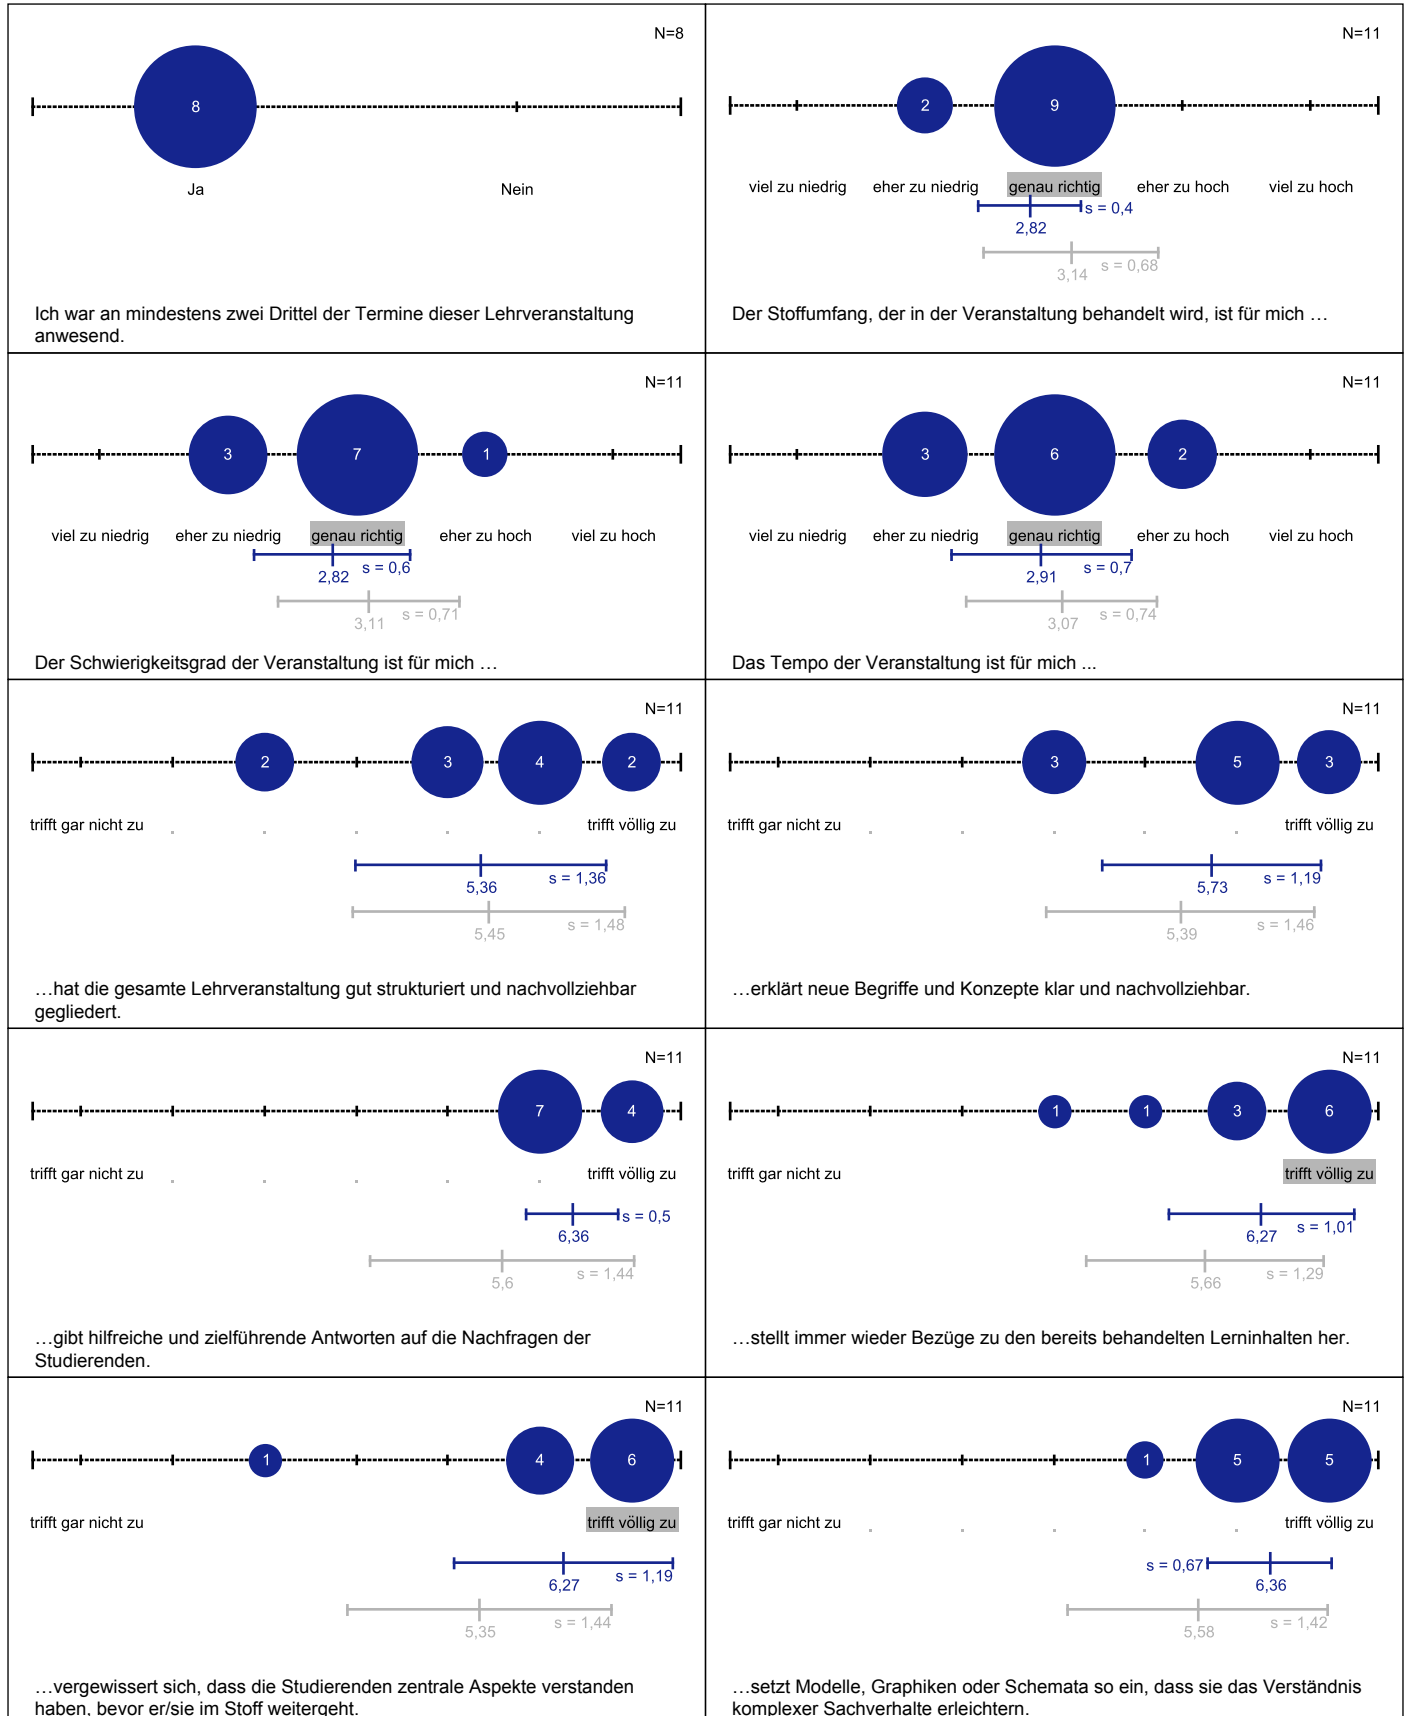 N=8
8
Ja
Nein
Ich war an mindestens zwei Drittel der Termine dieser Lehrveranstaltung
anwesend.
N=11
2 9
viel zu niedrig eher zu niedrig genau richtig eher zu hoch viel zu hoch
s = 0,4
2,82
s = 0,68
3,14
Der Stoffumfang, der in der Veranstaltung behandelt wird, ist für mich …
N=11
3 7 1
viel zu niedrig eher zu niedrig genau richtig eher zu hoch viel zu hoch
s = 0,6
2,82
s = 0,71
3,11
Der Schwierigkeitsgrad der Veranstaltung ist für mich …
N=11
3 6 2
viel zu niedrig eher zu niedrig genau richtig eher zu hoch viel zu hoch
s = 0,7
2,91
s = 0,74
3,07
Das Tempo der Veranstaltung ist für mich ...
N=11
2 3 4 2
trifft gar nicht zu . . . . . trifft völlig zu
s = 1,36
5,36
s = 1,48
5,45
…hat die gesamte Lehrveranstaltung gut strukturiert und nachvollziehbar
gegliedert.
N=11
3 5 3
trifft gar nicht zu . . . . . trifft völlig zu
s = 1,19
5,73
s = 1,46
5,39
…erklärt neue Begriffe und Konzepte klar und nachvollziehbar.
N=11
7 4
trifft gar nicht zu . . . . . trifft völlig zu
s = 0,5
6,36
s = 1,44
5,6
…gibt hilfreiche und zielführende Antworten auf die Nachfragen der
Studierenden.
N=11
1 1 3 6
trifft gar nicht zu trifft völlig zu
s = 1,01
6,27
s = 1,29
5,66
…stellt immer wieder Bezüge zu den bereits behandelten Lerninhalten her.
N=11
1 4 6
trifft gar nicht zu trifft völlig zu
s = 1,19
6,27
s = 1,44
5,35
…vergewissert sich, dass die Studierenden zentrale Aspekte verstanden
haben, bevor er/sie im Stoff weitergeht.
N=11
1 5 5
trifft gar nicht zu . . . . . trifft völlig zu
s = 0,67
6,36
s = 1,42
5,58
…setzt Modelle, Graphiken oder Schemata so ein, dass sie das Verständnis
komplexer Sachverhalte erleichtern.